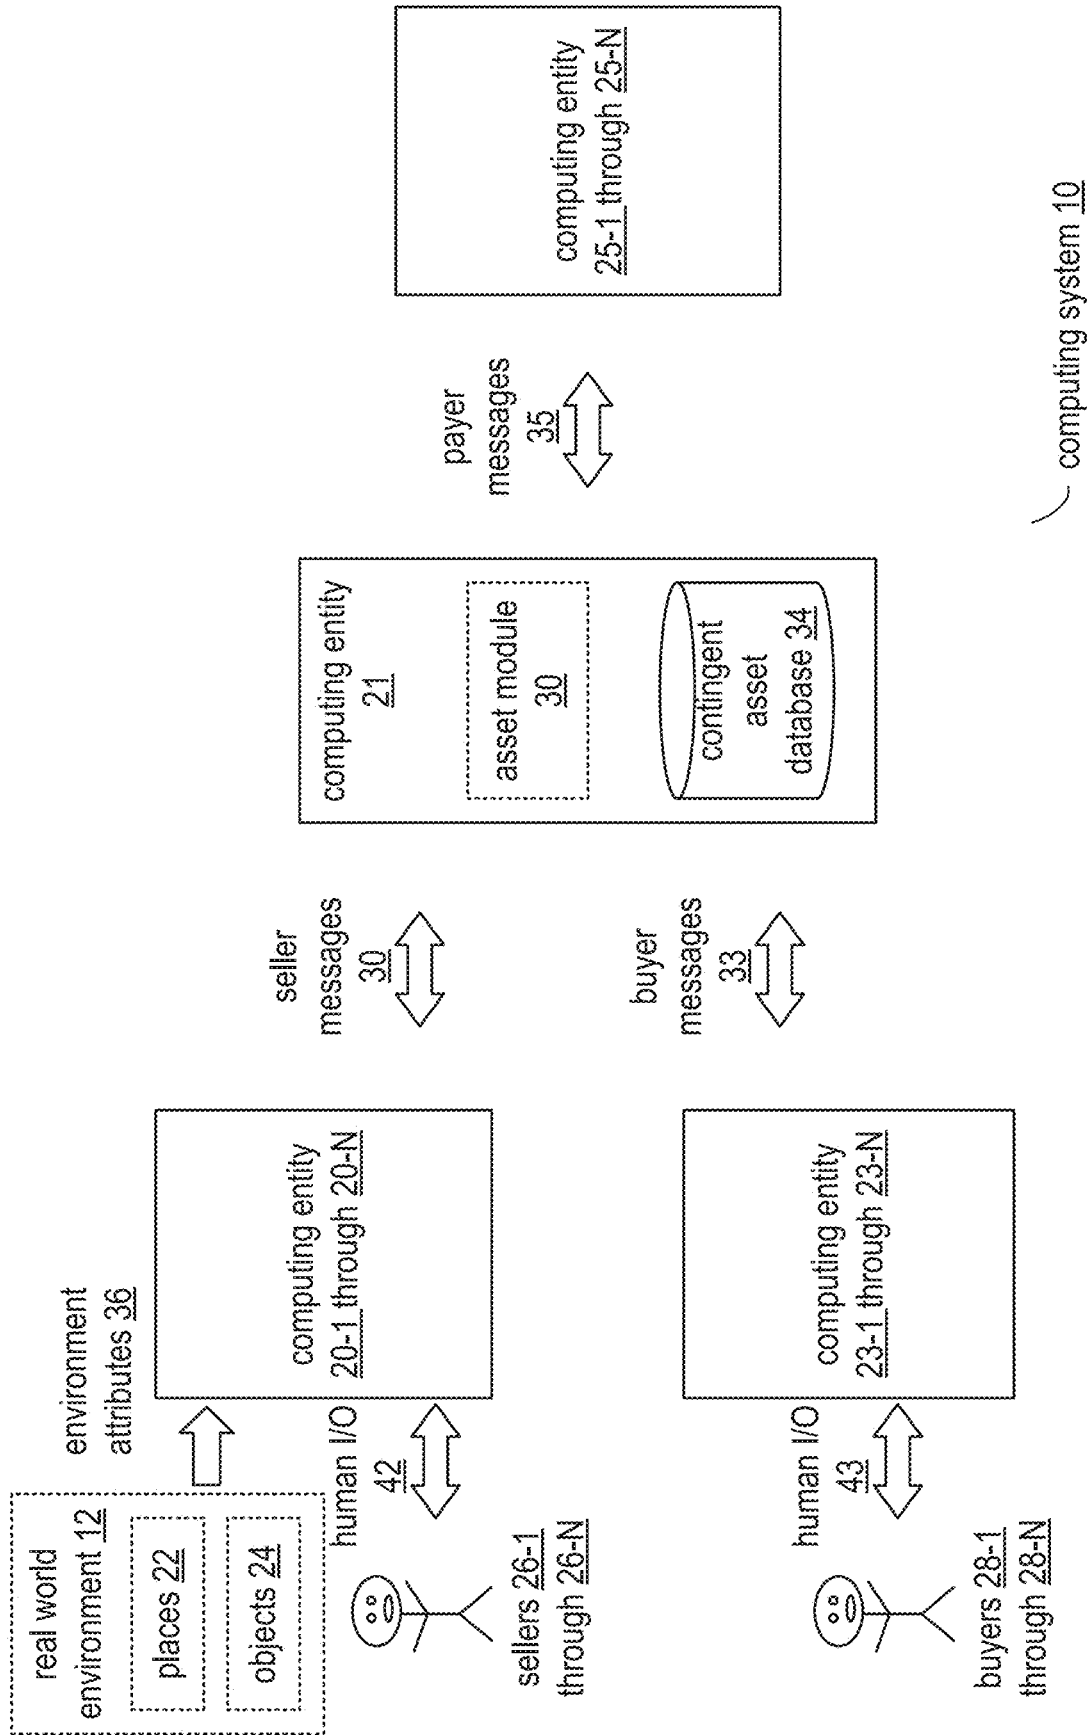 real world
environment 12
places 22
objects 24
environment
attributes 36
human I/O
42
sellers 26-1
through 26-N
computing entity
20-1 through 20-N
seller
messages
30
human I/O
43
buyers 28-1
through 28-N
computing entity
23-1 through 23-N
buyer
messages
33
computing entity
21
asset module
30
contingent
asset
database 34
payer
messages
35
computing entity
25-1 through 25-N
computing system 10